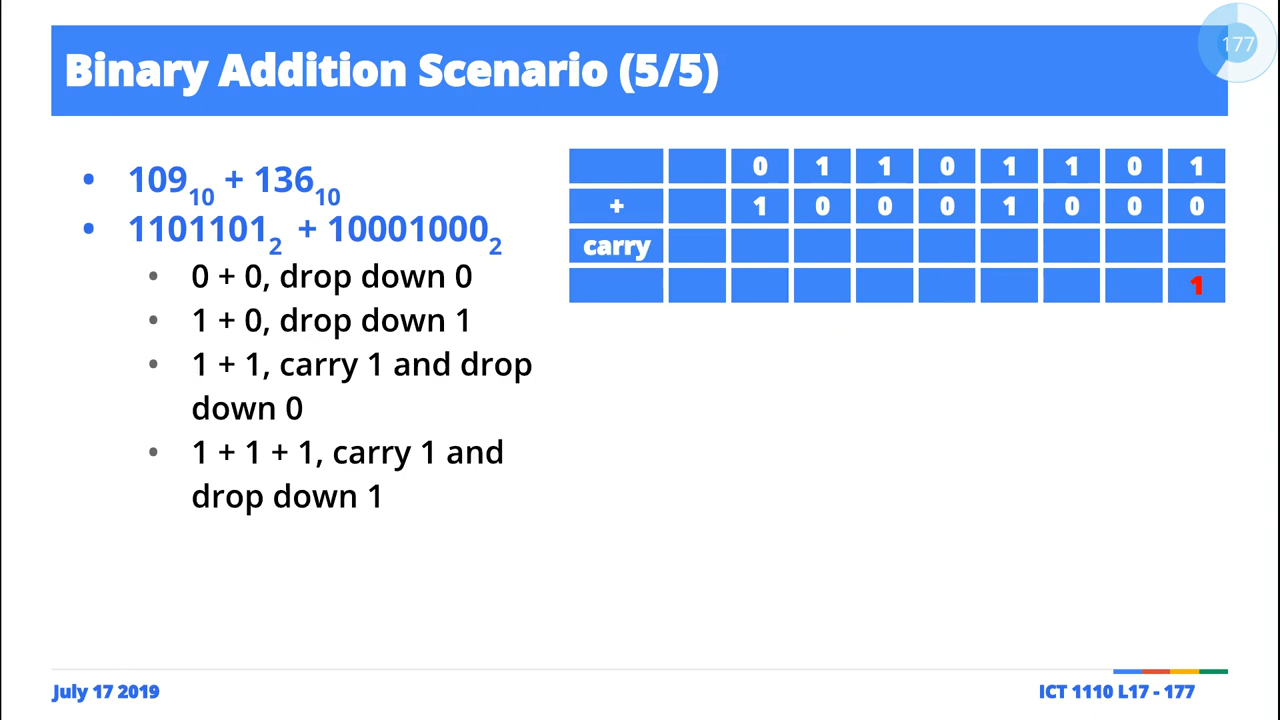 177
Binary Addition Scenario (5/5)
• 109₁₀ + 136₁₀
• 1101101₂ + 10001000₂
• 0 + 0, drop down 0
• 1 + 0, drop down 1
• 1 + 1, carry 1 and drop
down 0
• 1 + 1 + 1, carry 1 and
drop down 1
0 1 1 0 1 1 0 1
+ 1 0 0 0 1 0 0 0
carry
1
July 17 2019
ICT 1110 L17 - 177